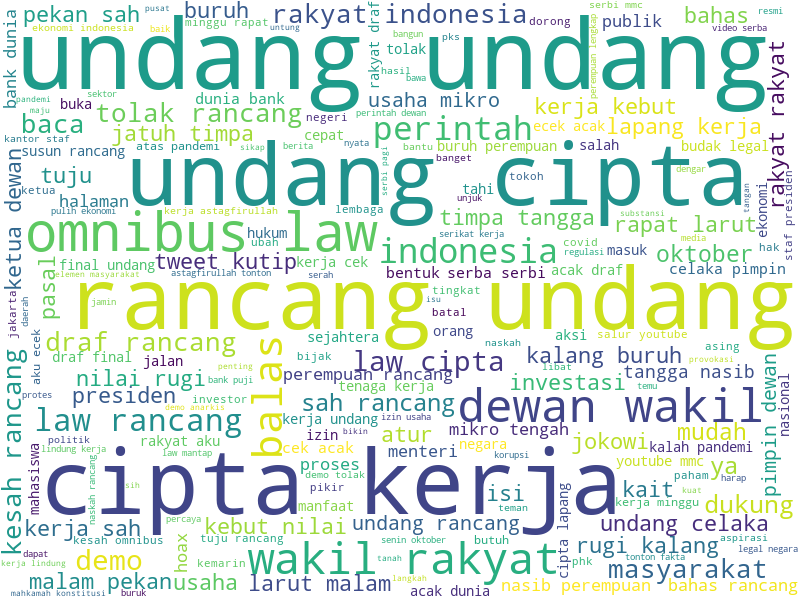 pekan sah
buruh
rakyat indonesia
publik
bahas
serbi mmc
dorong
pusat
ekonomi indonesia
baik
untung
minggu rapat
bangun
pks
tolak
video serba
resmi
undang undang
bank dunia
rakyat draf
perempuan lengkap
hasil
bawa
sektor
pandemi
maju
buka
dunia bank
usaha mikro
kerja kebut
tolak rancang
negeri
perintah dewan
baca
jatuh timpa
cepat
perintah
ecek acak
lapang kerja
rakyat rakyat
kantor staf
atas pandemi
sikap
berita
nyata
bantu
buruh perempuan
salah
budak legal
susun rancang
banget
dengar
ketua
tuju
undang cipta
serbi pagi
tokoh
tangan
halaman
pulih ekonomi
kerja astagfirullah
lembaga
tahi
unjuk
timpa tangga
substansi
ekonomi
staf presiden
ketua dewan
omnibus law
hukum
ubah
serikat kerja
rapat larut
media
indonesia
covid
regulasi
masuk
oktober
hak
final undang
tweet kutip
kerja cek
elemen masyarakat
astagfirullah tonton
serah
bentuk serba serbi
acak draf
celaka pimpin
pasal
jamin
rancang undang
tingkat
isu
batal
salur youtube
jakarta
daerah
draf rancang
sejahtera
orang
aksi
naskah
provokasi
asing
aku ecek
draf final
jalan
balas
bijak
law cipta
kalang buruh
libat
tangga nasib
penting
nilai rugi
bank puji
perempuan rancang
tenaga kerja
investasi
temu
pimpin dewan
nasional
protes
presiden
investor
sah rancang
izin usaha
dewan wakil
kesah rancang
law rancang
demo anarkis
kerja undang
mikro tengah
jokowi
mudah
politik
rakyat aku
law mantap
izin
bikin
atur
negara
kalah pandemi
mahasiswa
lindung kerja
cek acak
menteri
korupsi
youtube mmc
ya
cipta kerja
proses
demo tolak
pikir
isi
kait
paham
harap
kuat
naskah rancang
sih
manfaat
teman
cipta lapang
kerja minggu
dukung
kerja sah
kesah omnibus
percaya
kebut nilai
tuju rancang
undang rancang
senin oktober
butuh
undang celaka
aspirasi
dapat
demo
hoax
wakil rakyat
tanah
rugi kalang
tonton fakta
legal negara
kerja lindung
kemarin
phk
masyarakat
malam pekan
usaha
larut malam
langkah
nasib perempuan
bahas rancang
mahkamah konstitusi
buruk
acak dunia